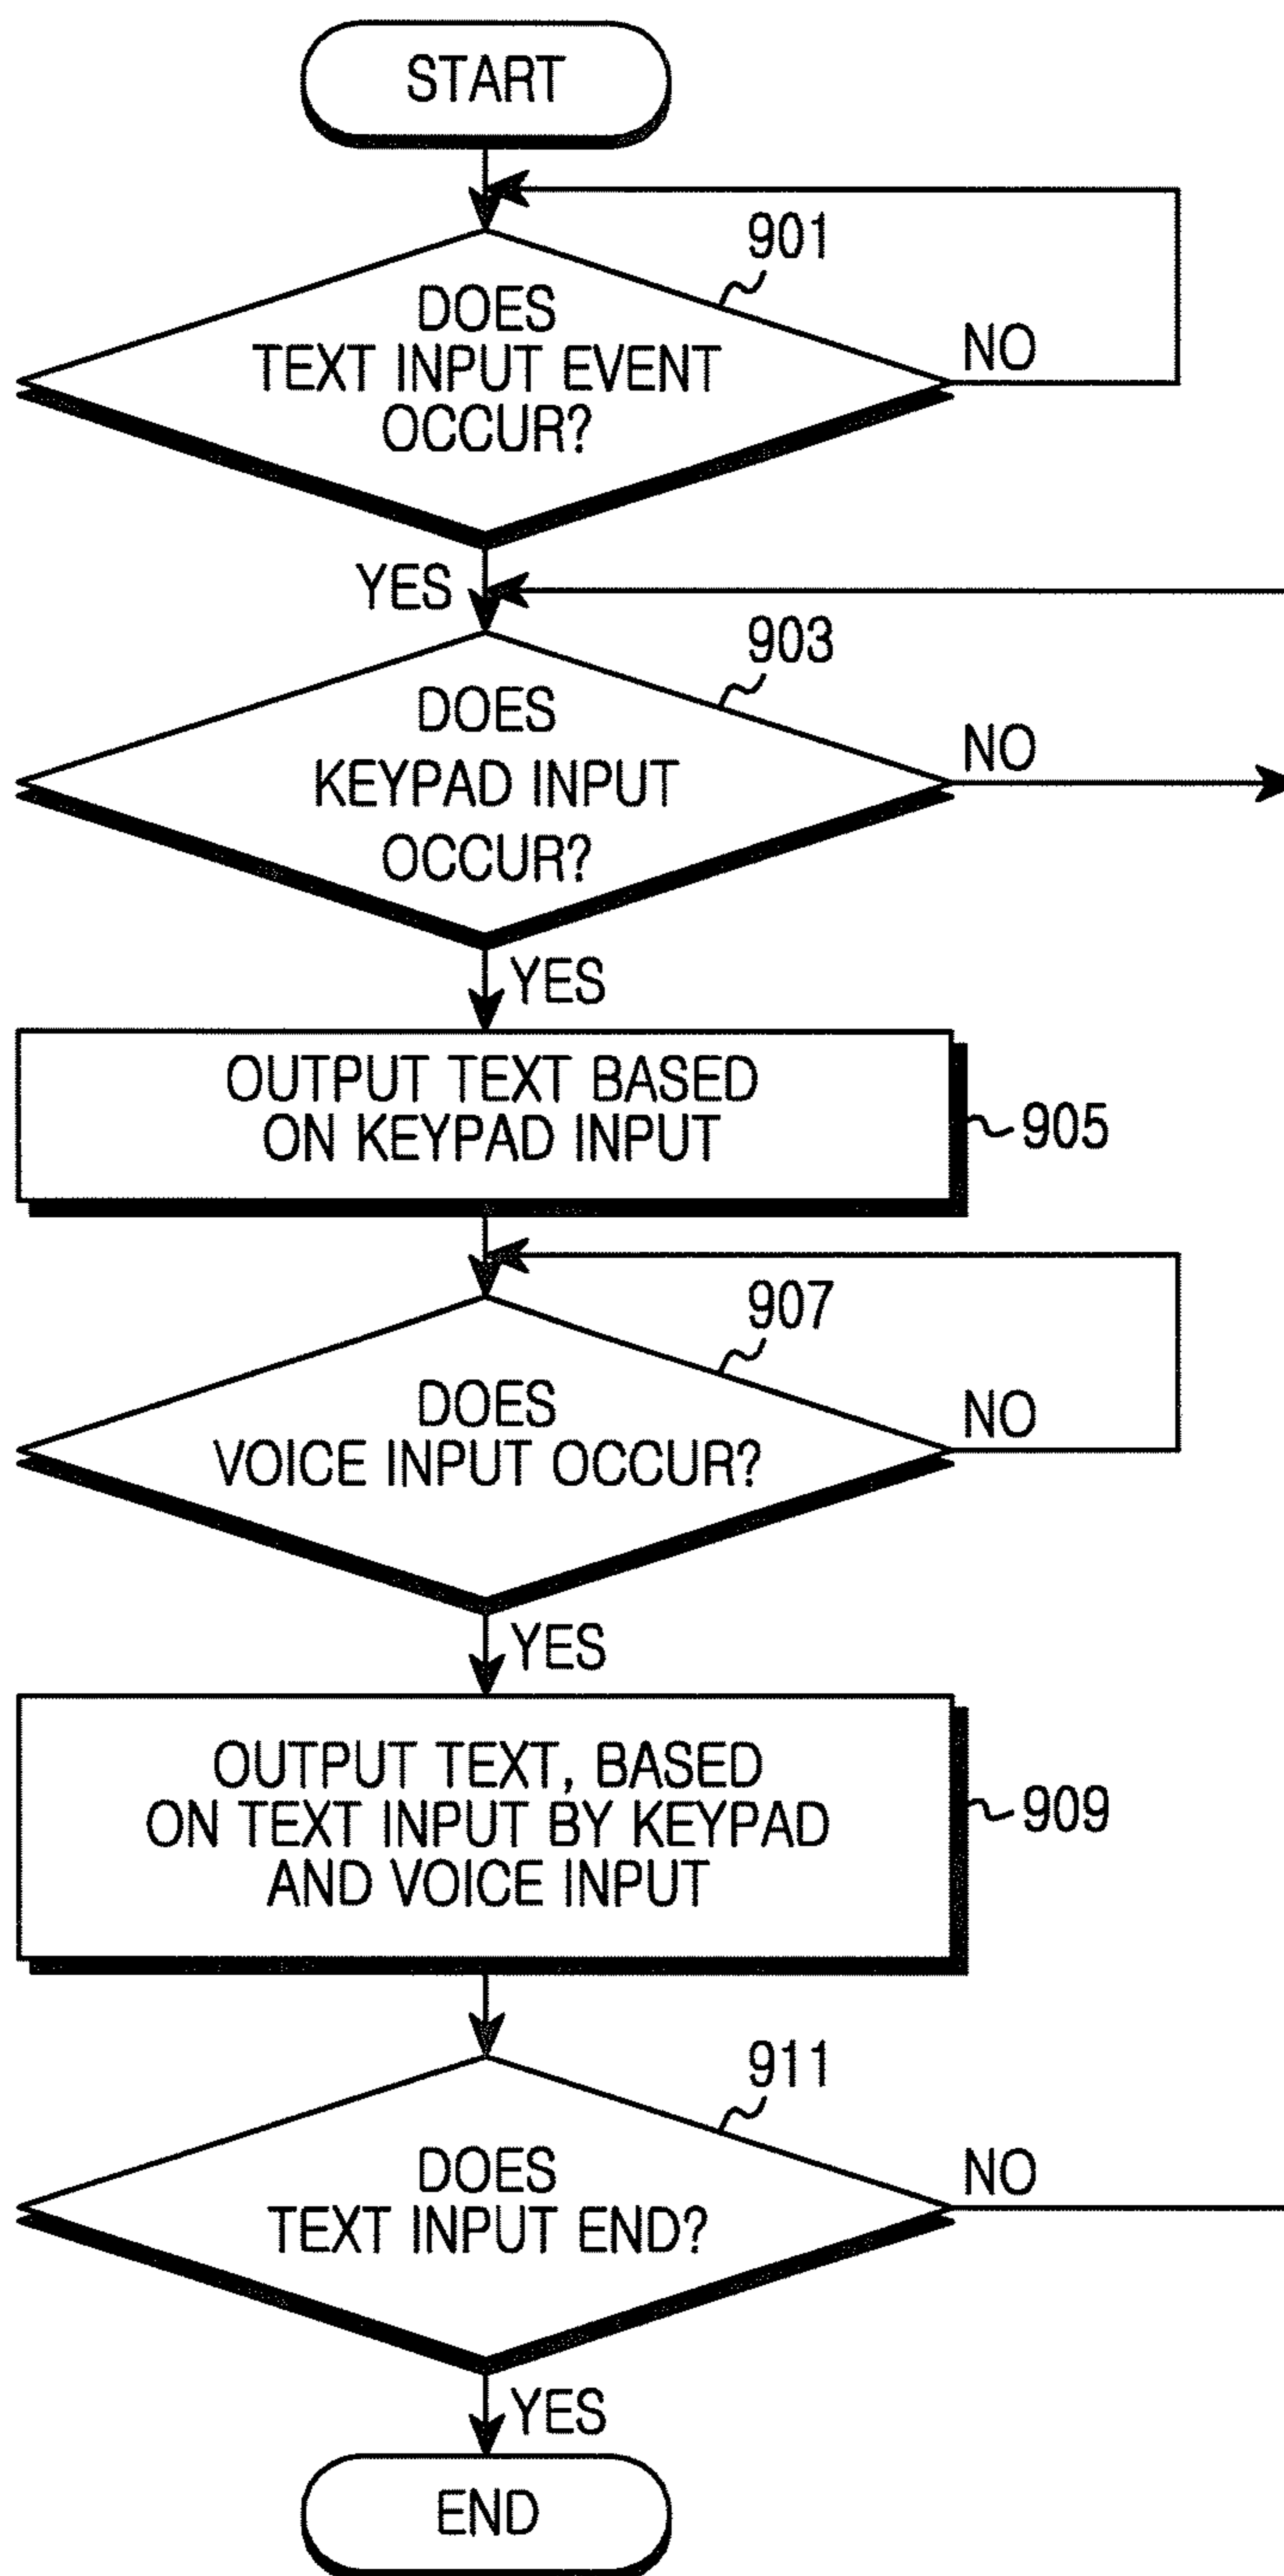 START
901
DOES
TEXT INPUT EVENT
OCCUR?
NO
YES
903
DOES
KEYPAD INPUT
OCCUR?
NO
YES
OUTPUT TEXT BASED
ON KEYPAD INPUT
905
907
DOES
VOICE INPUT OCCUR?
NO
YES
OUTPUT TEXT, BASED
ON TEXT INPUT BY KEYPAD
AND VOICE INPUT
909
911
DOES
TEXT INPUT END?
NO
YES
END